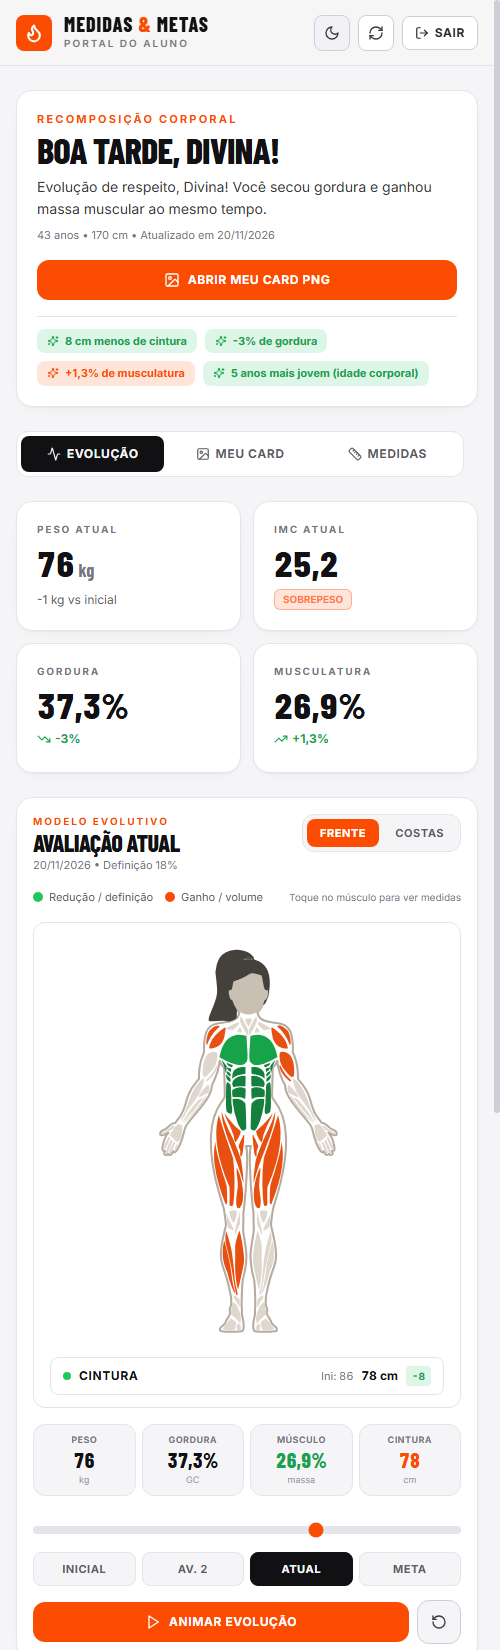 MEDIDAS & METAS
PORTAL DO ALUNO
SAIR
RECOMPOSIÇÃO CORPORAL
BOA TARDE, DIVINA!
Evolução de respeito, Divina! Você secou gordura e ganhou
massa muscular ao mesmo tempo.
43 anos • 170 cm • Atualizado em 20/11/2026
ABRIR MEU CARD PNG
8 cm menos de cintura
-3% de gordura
+1,3% de musculatura
5 anos mais jovem (idade corporal)
EVOLUÇÃO
MEU CARD
MEDIDAS
PESO ATUAL
76 kg
-1 kg vs inicial
IMC ATUAL
25,2
SOBREPESO
GORDURA
37,3%
-3%
MUSCULATURA
26,9%
+1,3%
MODELO EVOLUTIVO
AVALIAÇÃO ATUAL
20/11/2026 • Definição 18%
FRENTE
COSTAS
Redução / definição
Ganho / volume
Toque no músculo para ver medidas
CINTURA
Ini: 86
78 cm
-8
PESO
76
kg
GORDURA
37,3%
GC
MÚSCULO
26,9%
massa
CINTURA
78
cm
INICIAL
AV. 2
ATUAL
META
ANIMAR EVOLUÇÃO